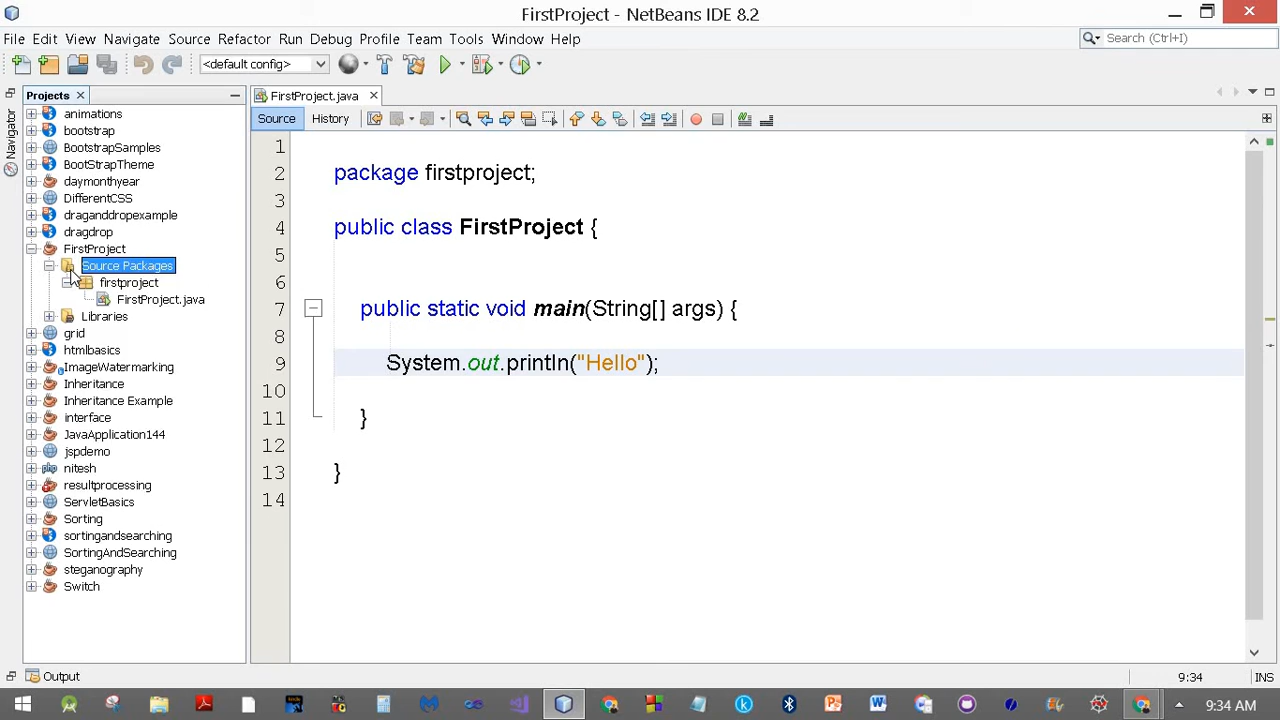 FirstProject - NetBeans IDE 8.2
File Edit View Navigate Source Refactor Run Debug Profile Team Tools Window Help
Search (Ctrl+I)
<default config>
Projects
FirstProject.java
Navigator
Source History
animations
bootstrap
BootstrapSamples
BootStrapTheme
daymonthyear
DifferentCSS
draganddropexample
dragdrop
FirstProject
Source Packages
firstproject
FirstProject.java
Libraries
grid
htmlbasics
ImageWatermarking
Inheritance
Inheritance Example
interface
JavaApplication144
jspdemo
nitesh
resultprocessing
ServletBasics
Sorting
sortingandsearching
SortingAndSearching
steganography
Switch
1
2 package firstproject;
3
4 public class FirstProject {
5
6
7 public static void main(String[] args) {
8
9 System.out.println("Hello");
10
11 }
12
13 }
14
Output
9:34 INS
9:34 AM